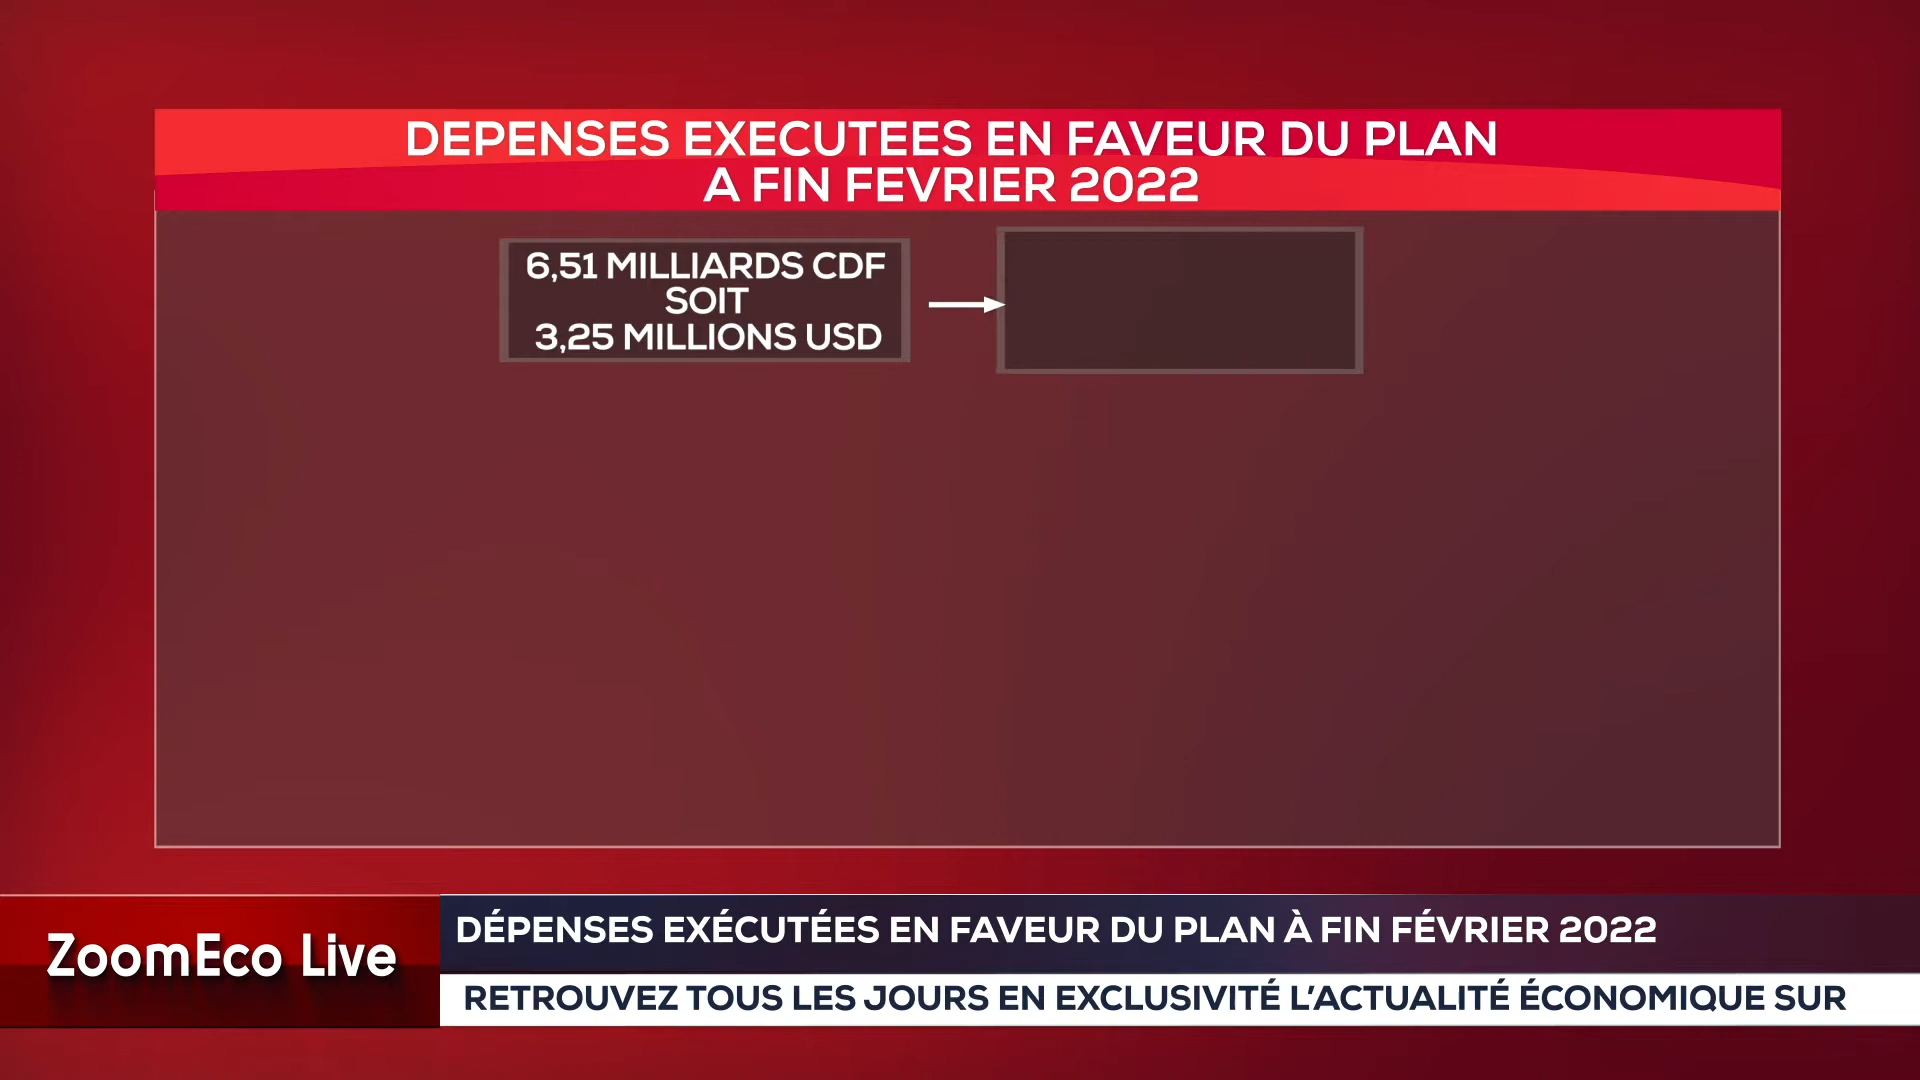 DEPENSES EXECUTEES EN FAVEUR DU PLAN
A FIN FEVRIER 2022
6,51 MILLIARDS CDF
SOIT
3,25 MILLIONS USD
ZoomEco Live
DÉPENSES EXÉCUTÉES EN FAVEUR DU PLAN À FIN FÉVRIER 2022
RETROUVEZ TOUS LES JOURS EN EXCLUSIVITÉ L’ACTUALITÉ ÉCONOMIQUE SUR